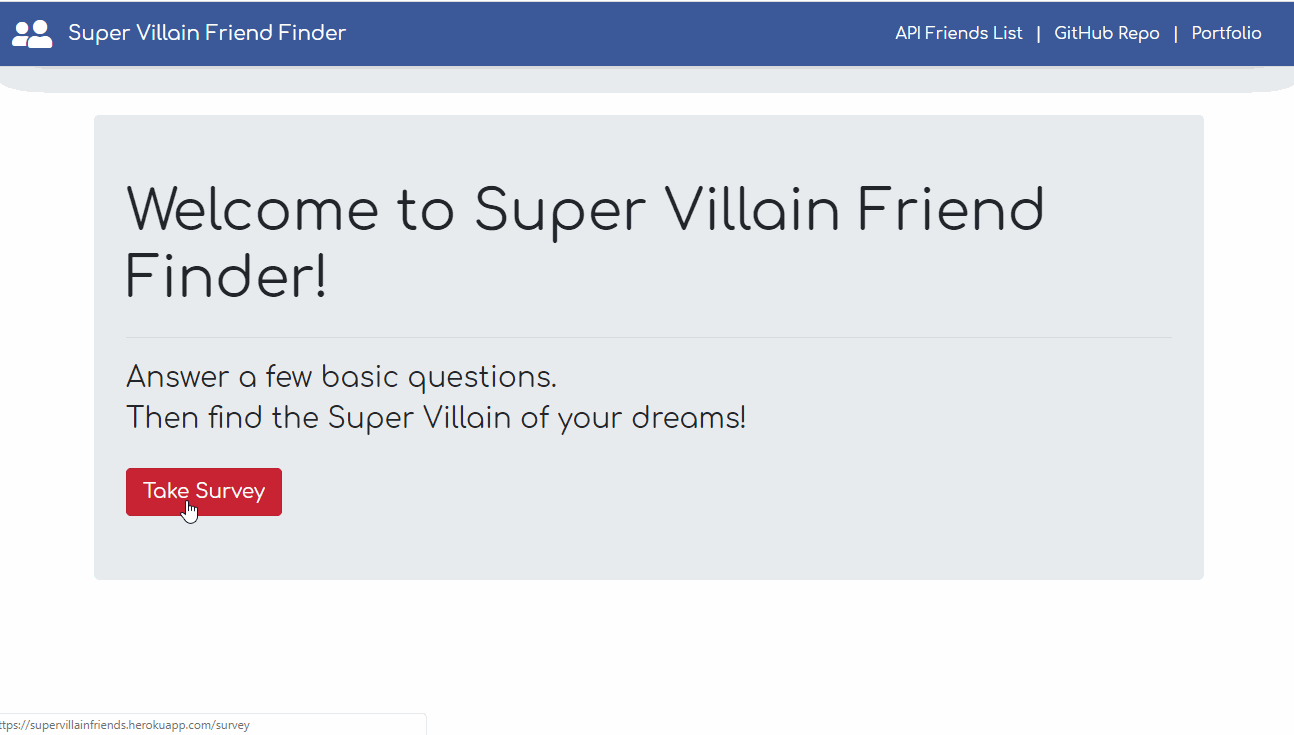 Super Villain Friend Finder
API Friends List | GitHub Repo | Portfolio
Welcome to Super Villain Friend
Finder!
Answer a few basic questions.
Then find the Super Villain of your dreams!
Take Survey
ttps://supervillainfriends.herokuapp.com/survey